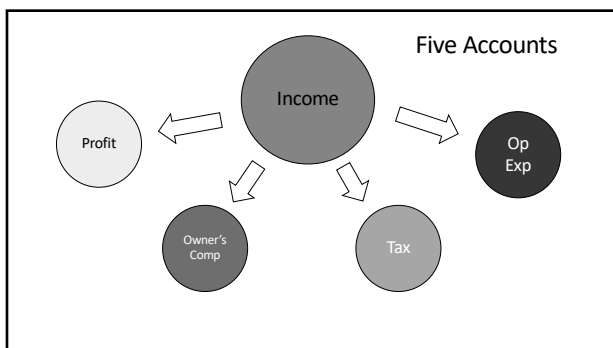 Five Accounts
Income
Profit
Op
Exp
Owner's
Comp
Tax